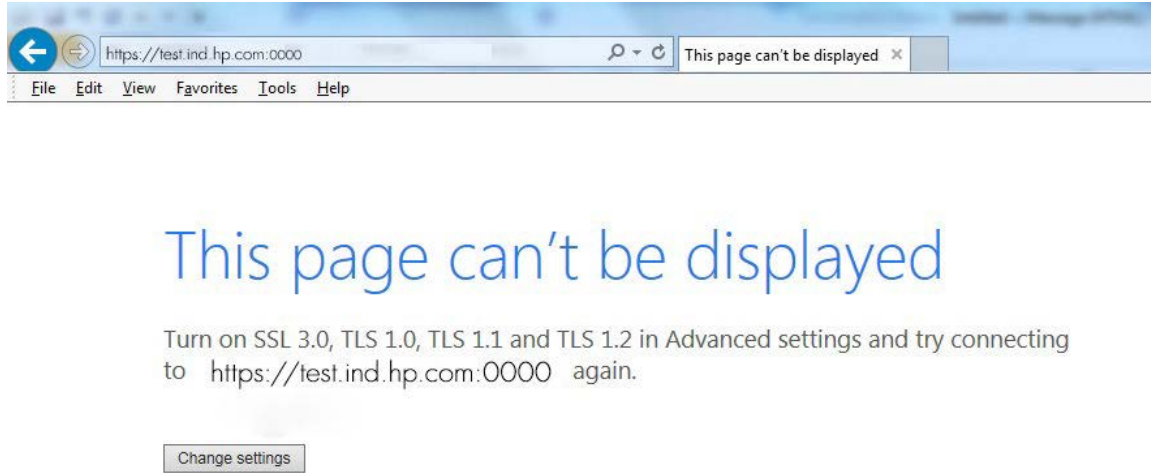 https://test.ind.hp.com:0000
This page can't be displayed
File Edit View Favorites Tools Help
This page can't be displayed
Turn on SSL 3.0, TLS 1.0, TLS 1.1 and TLS 1.2 in Advanced settings and try connecting
to https://test.ind.hp.com:0000 again.
Change settings